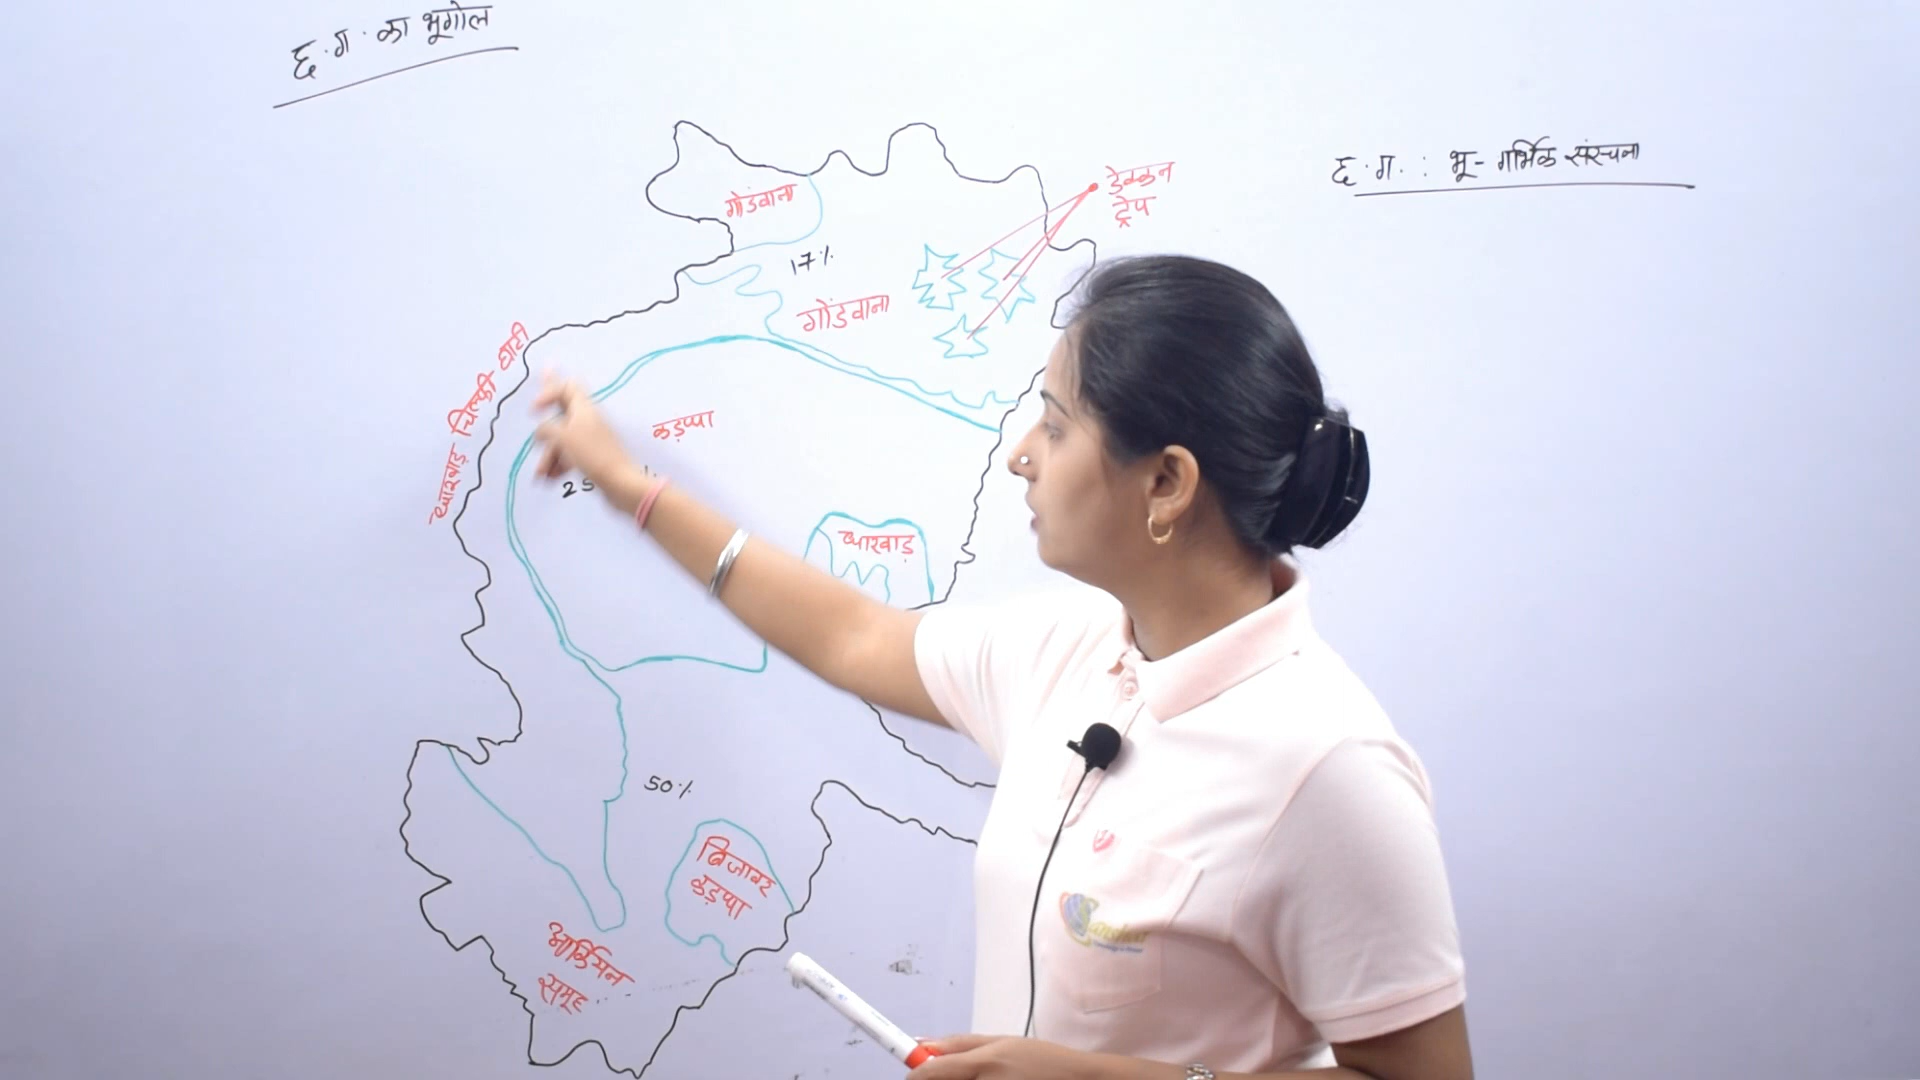 छ.ग. का भूगोल
छ.ग. : भू-गर्भिक संरचना
डेक्कन
ट्रेप
गोंडवाना
17%
गोंडवाना
धारवाड़ चिल्फी घाटी
कड़प्पा
धारवाड़
50%
बिजावर
कड़प्पा
आर्कियन
समूह